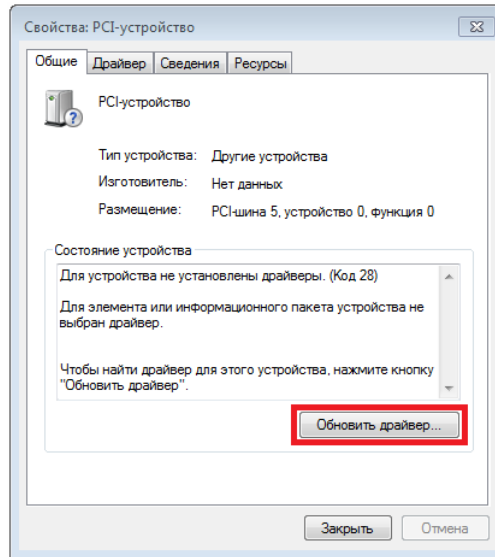 Свойства: PCI-устройство
Общие Драйвер Сведения Ресурсы
PCI-устройство
Тип устройства: Другие устройства
Изготовитель: Нет данных
Размещение: PCI-шина 5, устройство 0, функция 0
Состояние устройства
Для устройства не установлены драйверы. (Код 28)
Для элемента или информационного пакета устройства не
выбран драйвер.
Чтобы найти драйвер для этого устройства, нажмите кнопку
"Обновить драйвер".
Обновить драйвер...
Закрыть Отмена